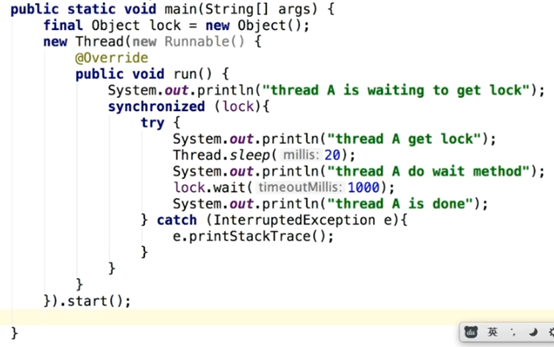 public static void main(String[] args) {
    final Object lock = new Object();
    new Thread(new Runnable() {
        @Override
        public void run() {
            System.out.println("thread A is waiting to get lock");
            synchronized (lock){
                try {
                    System.out.println("thread A get lock");
                    Thread.sleep( millis: 20);
                    System.out.println("thread A do wait method");
                    lock.wait( timeoutMillis: 1000);
                    System.out.println("thread A is done");
                } catch (InterruptedException e){
                    e.printStackTrace();
                }
            }
        }
    }).start();
}
du 英 ·,